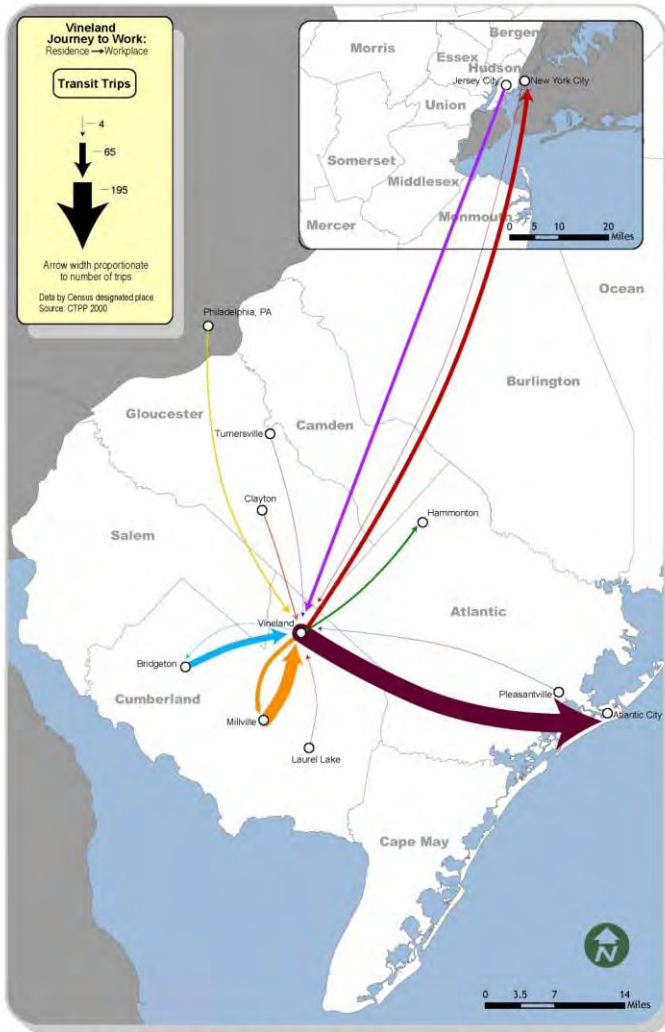 Vineland
Journey to Work:
Residence → Workplace
Transit Trips
4
65
195
Arrow width proportionate
to number of trips
Data by Census designated place
Source: CTPP 2000
Bergen
Morris
Essex
Hudson
Jersey City
New York City
Union
Somerset
Middlesex
Mercer
Monmouth
0 5 10 20
Miles
Ocean
Philadelphia, PA
Burlington
Gloucester
Camden
Turnersville
Clayton
Hammonton
Salem
Atlantic
Vineland
Bridgeton
Pleasantville
Cumberland
Atlantic City
Millville
Laurel Lake
Cape May
N
0 3.5 7 14
Miles